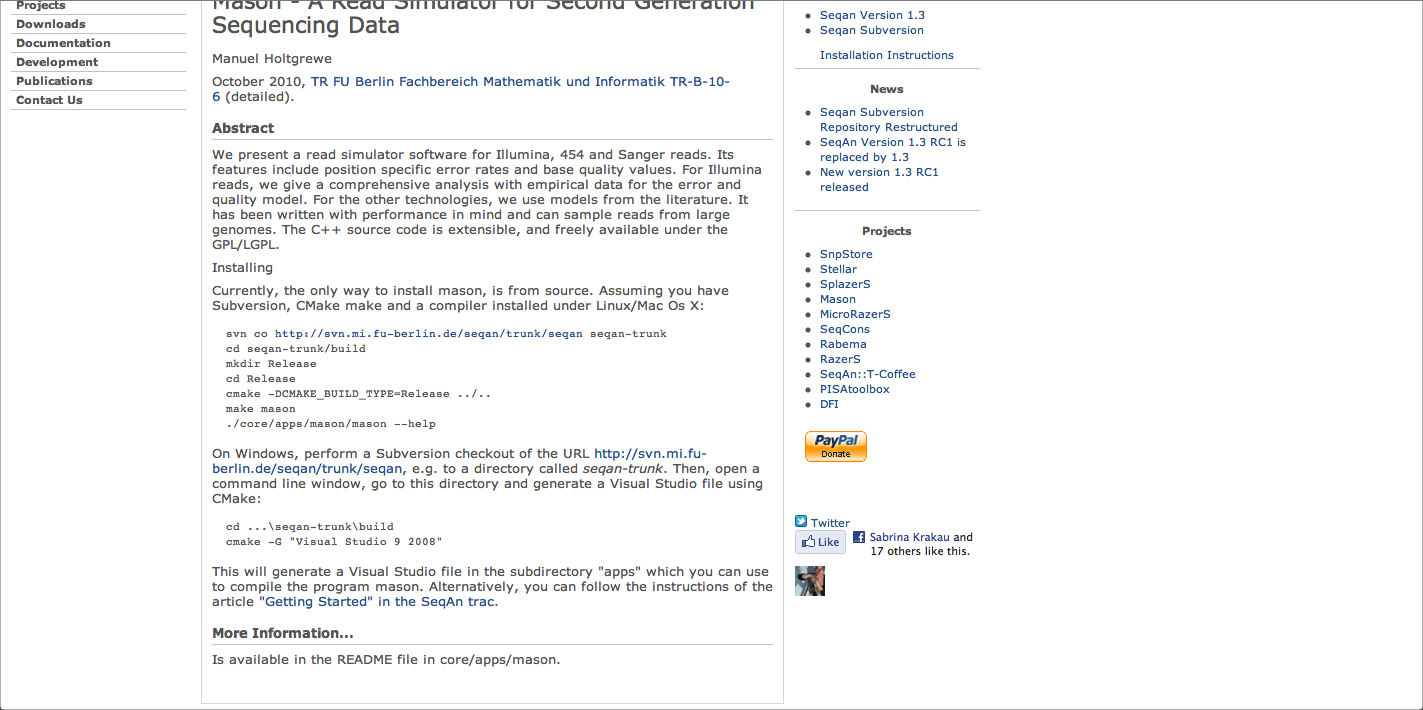 Projects
Downloads
Documentation
Development
Publications
Contact Us
Mason - A Read Simulator for Second Generation
Sequencing Data
Manuel Holtgrewe
October 2010, TR FU Berlin Fachbereich Mathematik und Informatik TR-B-10-
6 (detailed).
Abstract
We present a read simulator software for Illumina, 454 and Sanger reads. Its
features include position specific error rates and base quality values. For Illumina
reads, we give a comprehensive analysis with empirical data for the error and
quality model. For the other technologies, we use models from the literature. It
has been written with performance in mind and can sample reads from large
genomes. The C++ source code is extensible, and freely available under the
GPL/LGPL.
Installing
Currently, the only way to install mason, is from source. Assuming you have
Subversion, CMake make and a compiler installed under Linux/Mac Os X:
svn co http://svn.mi.fu-berlin.de/seqan/trunk/seqan seqan-trunk
cd seqan-trunk/build
mkdir Release
cd Release
cmake -DCMAKE_BUILD_TYPE=Release ../..
make mason
./core/apps/mason/mason --help
On Windows, perform a Subversion checkout of the URL http://svn.mi.fu-
berlin.de/seqan/trunk/seqan, e.g. to a directory called seqan-trunk. Then, open a
command line window, go to this directory and generate a Visual Studio file using
CMake:
cd ...\seqan-trunk\build
cmake -G "Visual Studio 9 2008"
This will generate a Visual Studio file in the subdirectory "apps" which you can use
to compile the program mason. Alternatively, you can follow the instructions of the
article "Getting Started" in the SeqAn trac.
More Information...
Is available in the README file in core/apps/mason.
Seqan Version 1.3
Seqan Subversion
Installation Instructions
News
Seqan Subversion
Repository Restructured
SeqAn Version 1.3 RC1 is
replaced by 1.3
New version 1.3 RC1
released
Projects
SnpStore
Stellar
SplazerS
Mason
MicroRazerS
SeqCons
Rabema
RazerS
SeqAn::T-Coffee
PISAtoolbox
DFI
PayPal
Donate
Twitter
Like
Sabrina Krakau and
17 others like this.